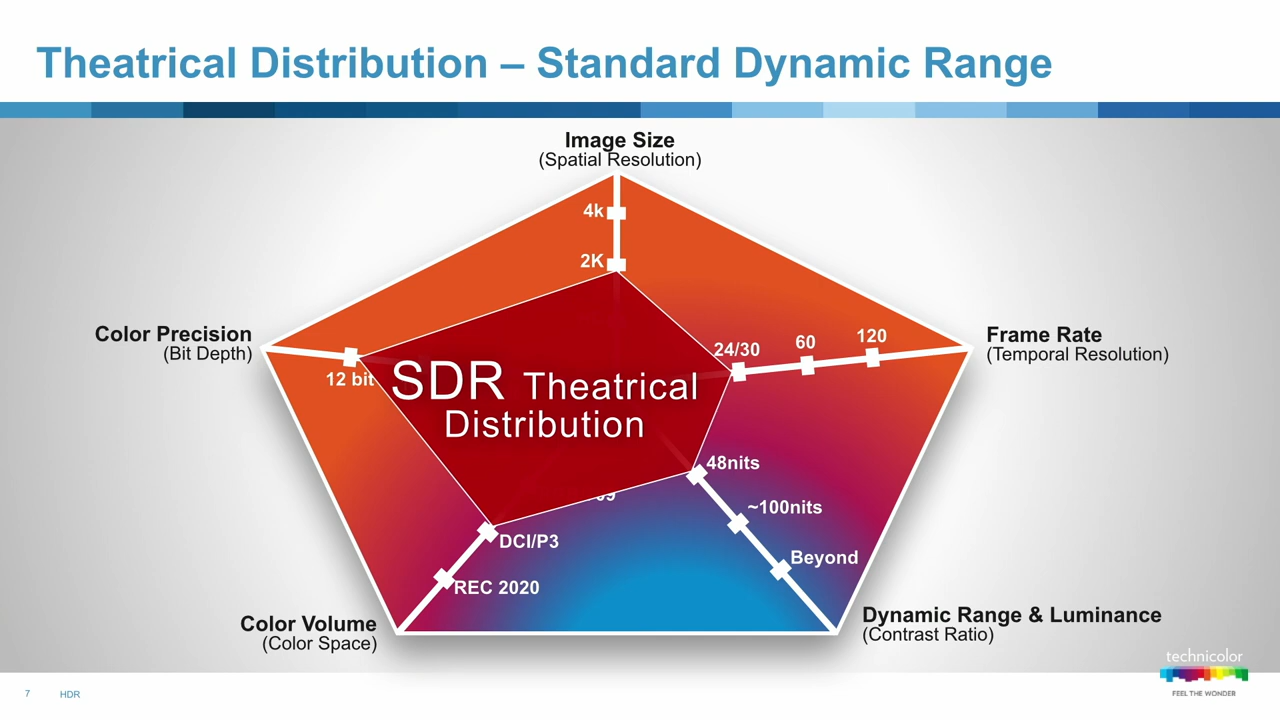 Theatrical Distribution – Standard Dynamic Range
Image Size
(Spatial Resolution)
4k
2K
Color Precision
(Bit Depth)
12 bit
24/30
60
120
Frame Rate
(Temporal Resolution)
SDR Theatrical
Distribution
48nits
~100nits
Beyond
DCI/P3
REC 2020
Color Volume
(Color Space)
Dynamic Range & Luminance
(Contrast Ratio)
technicolor
FEEL THE WONDER
7
HDR